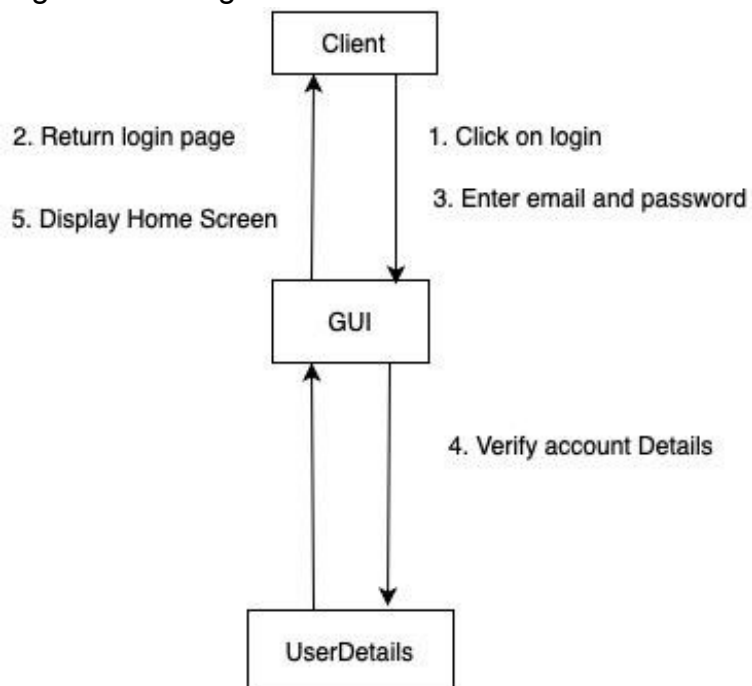 Client
2. Return login page
1. Click on login
5. Display Home Screen
3. Enter email and password
GUI
4. Verify account Details
UserDetails